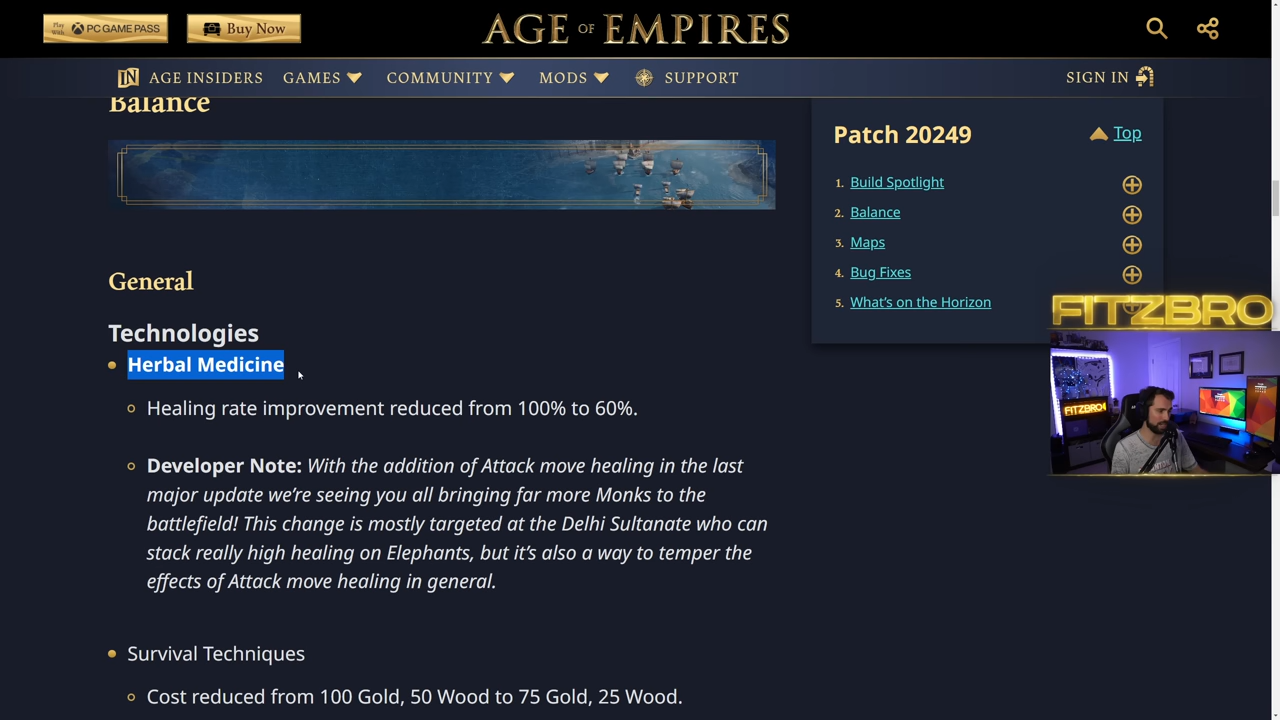 Play With
PC GAME PASS
Buy Now
AGE OF EMPIRES
AGE INSIDERS
GAMES
COMMUNITY
MODS
SUPPORT
SIGN IN
Balance
Patch 20249
Top
1. Build Spotlight
2. Balance
3. Maps
4. Bug Fixes
5. What's on the Horizon
General
Technologies
Herbal Medicine
Healing rate improvement reduced from 100% to 60%.
Developer Note: With the addition of Attack move healing in the last
major update we’re seeing you all bringing far more Monks to the
battlefield! This change is mostly targeted at the Delhi Sultanate who can
stack really high healing on Elephants, but it’s also a way to temper the
effects of Attack move healing in general.
Survival Techniques
Cost reduced from 100 Gold, 50 Wood to 75 Gold, 25 Wood.
FITZBRO
FITZBRO